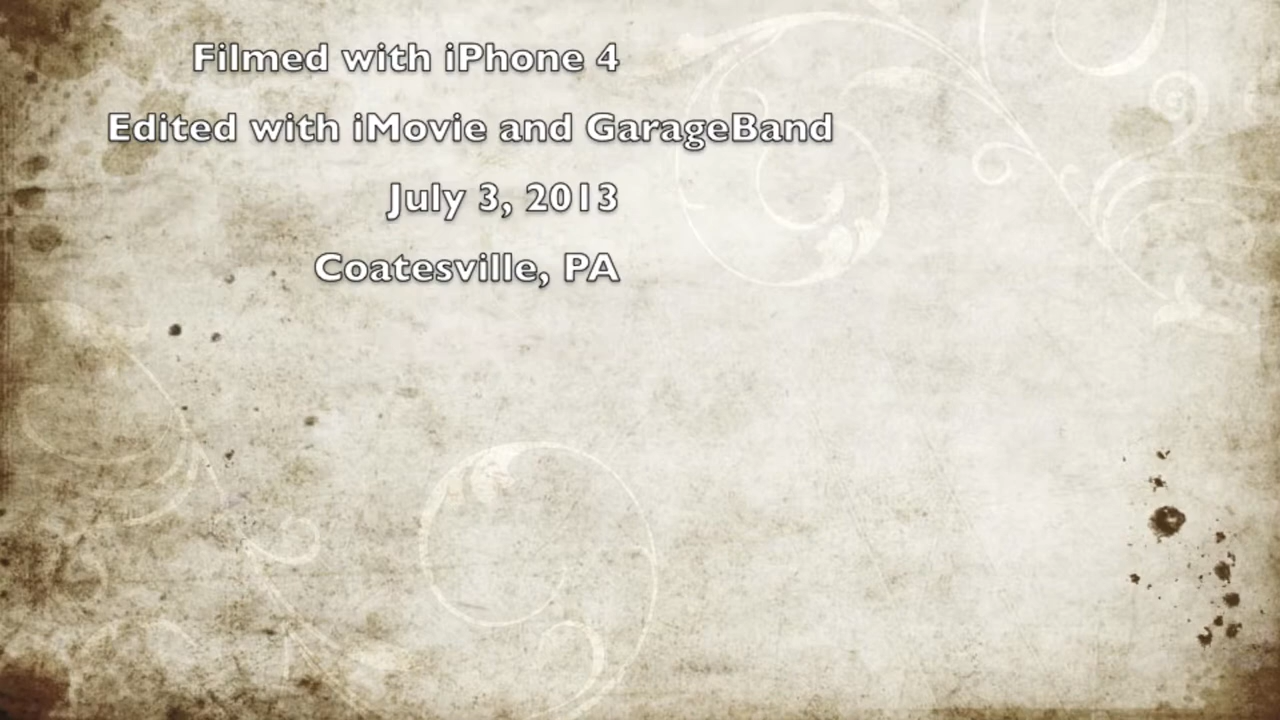 Filmed with iPhone 4
Edited with iMovie and GarageBand
July 3, 2013
Coatesville, PA